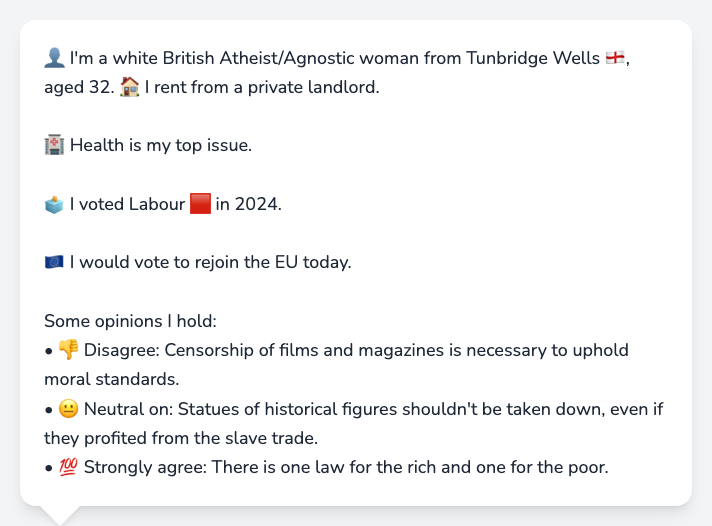 👤 I'm a white British Atheist/Agnostic woman from Tunbridge Wells 🏴󠁧󠁢󠁥󠁮󠁧󠁿,
aged 32. 🏠 I rent from a private landlord.
🏥 Health is my top issue.
🗳️ I voted Labour 🟥 in 2024.
🇪🇺 I would vote to rejoin the EU today.
Some opinions I hold:
• 👎 Disagree: Censorship of films and magazines is necessary to uphold
moral standards.
• 😐 Neutral on: Statues of historical figures shouldn't be taken down, even if
they profited from the slave trade.
• 💯 Strongly agree: There is one law for the rich and one for the poor.